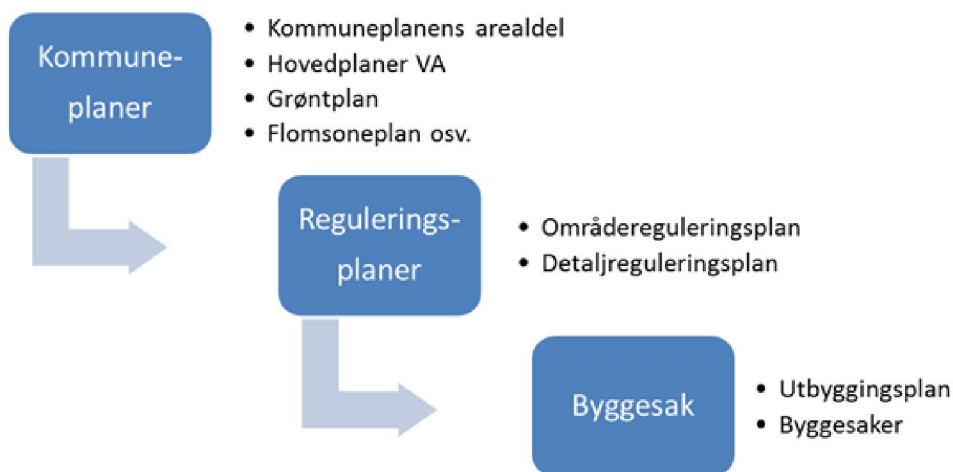 Kommune-
planer
• Kommuneplanens arealdel
• Hovedplaner VA
• Grøntplan
• Flomsoneplan osv.
Regulerings-
planer
• Områdereguleringsplan
• Detaljreguleringsplan
Byggesak
• Utbyggingsplan
• Byggesaker